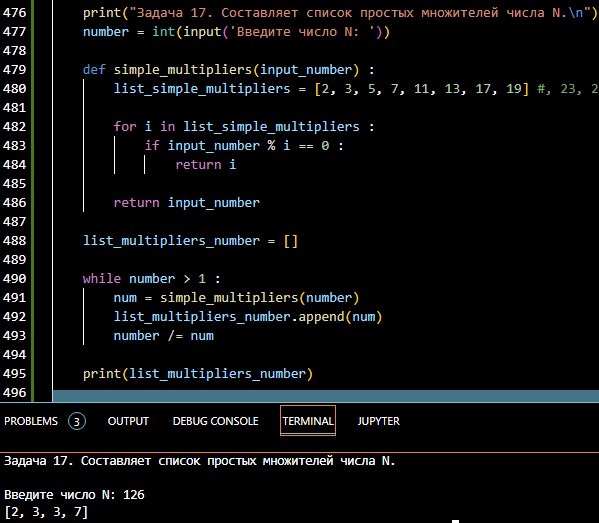 476 print("Задача 17. Составляет список простых множителей числа N.\n")
477 number = int(input('Введите число N: '))
478
479 def simple_multipliers(input_number) :
480 list_simple_multipliers = [2, 3, 5, 7, 11, 13, 17, 19] #, 23, 2
481
482 for i in list_simple_multipliers :
483 if input_number % i == 0 :
484 return i
485
486 return input_number
487
488 list_multipliers_number = []
489
490 while number > 1 :
491 num = simple_multipliers(number)
492 list_multipliers_number.append(num)
493 number /= num
494
495 print(list_multipliers_number)
496
PROBLEMS 3 OUTPUT DEBUG CONSOLE TERMINAL JUPYTER
Задача 17. Составляет список простых множителей числа N.
Введите число N: 126
[2, 3, 3, 7]